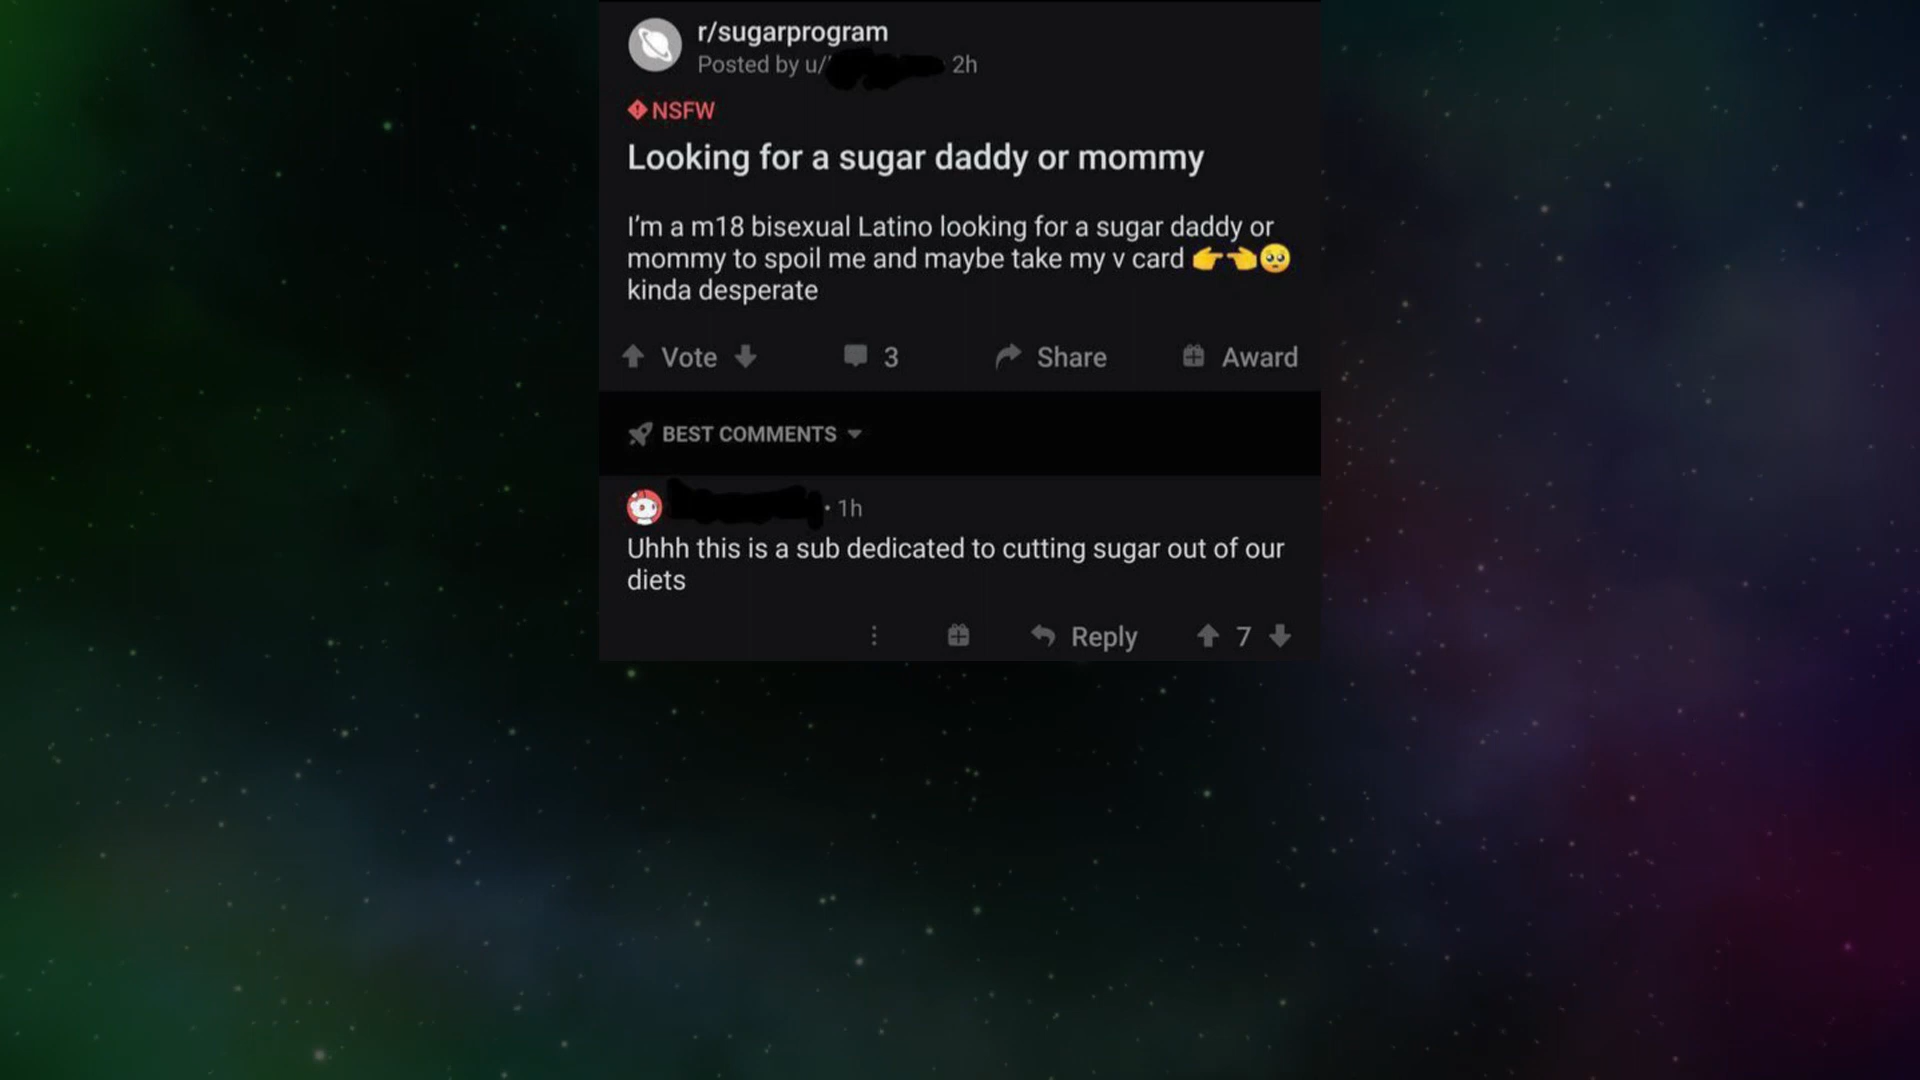 r/sugarprogram
Posted by u/ 2h
NSFW
Looking for a sugar daddy or mommy
I'm a m18 bisexual Latino looking for a sugar daddy or
mommy to spoil me and maybe take my v card 👉👈🥺
kinda desperate
Vote 3 Share Award
BEST COMMENTS
• 1h
Uhhh this is a sub dedicated to cutting sugar out of our
diets
Reply 7